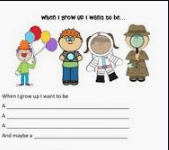 When I grow up I want to be...
When I grow up I want to be
A
A
A
And maybe a